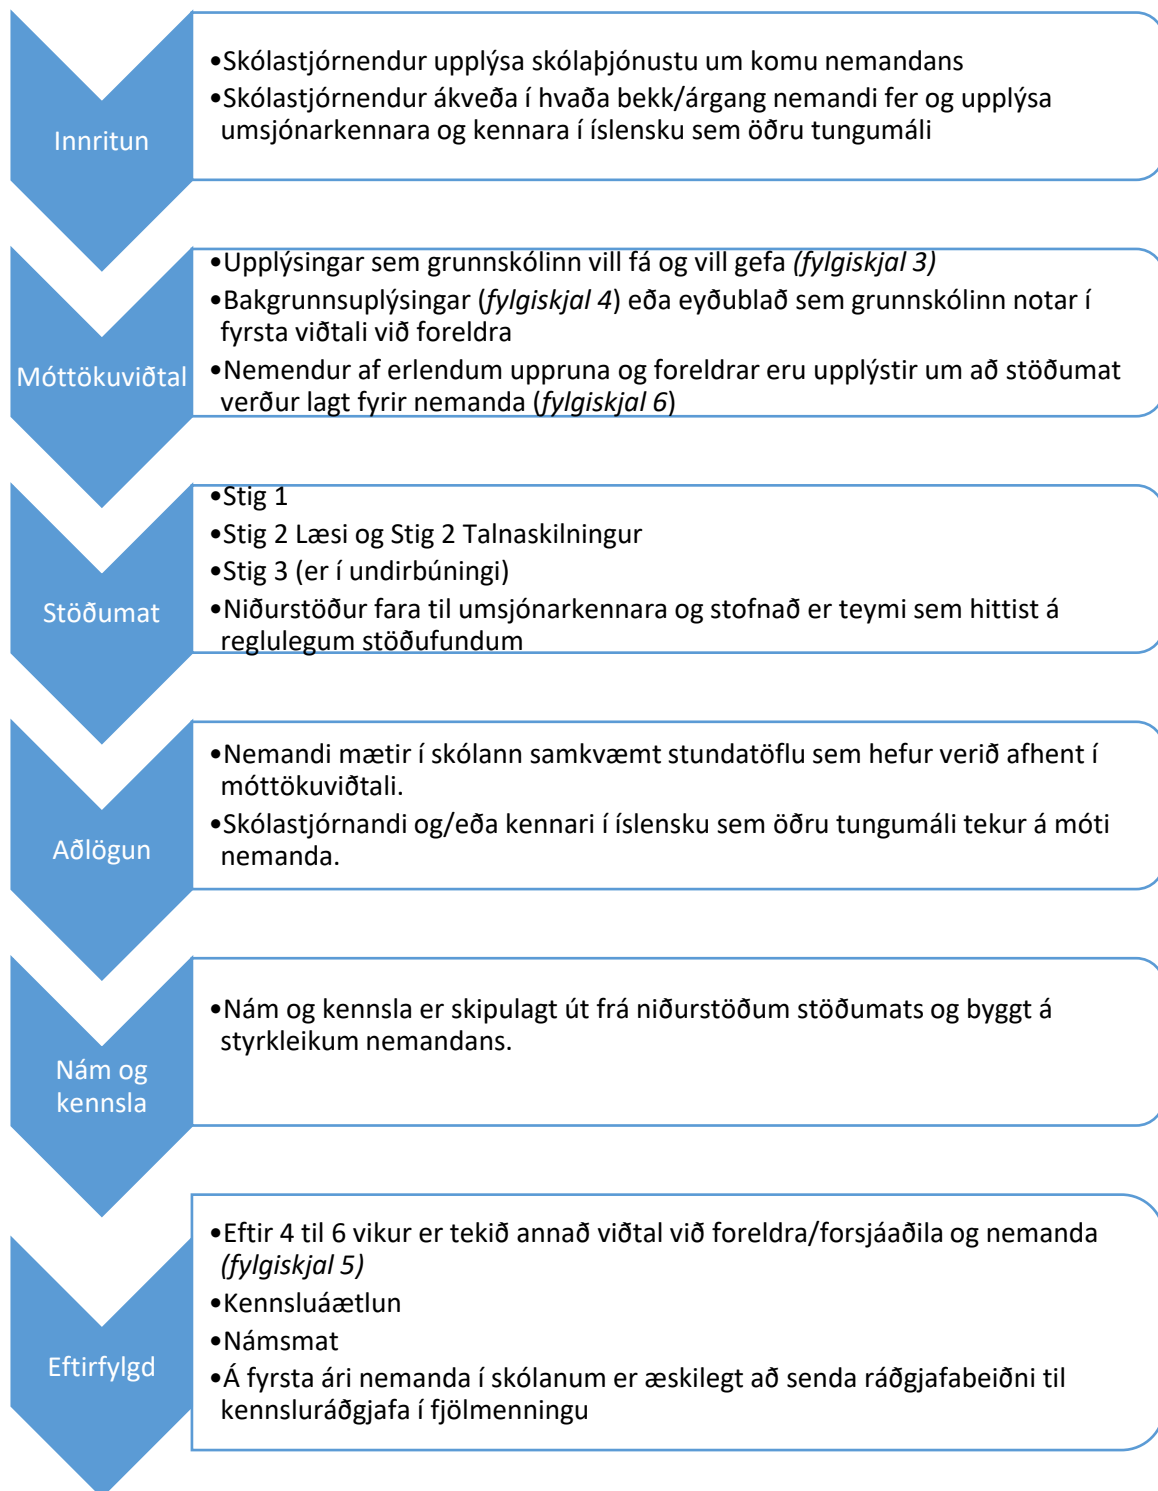 Innritun
•Skólastjórnendur upplýsa skólaþjónustu um komu nemandans
•Skólastjórnendur ákveða í hvaða bekk/árgang nemandi fer og upplýsa
umsjónarkennara og kennara í íslensku sem öðru tungumáli
Móttökuviðtal
•Upplýsingar sem grunnskólinn vill fá og vill gefa (fylgiskjal 3)
•Bakgrunnsuplýsingar (fylgiskjal 4) eða eyðublað sem grunnskólinn notar í
fyrsta viðtali við foreldra
•Nemendur af erlendum uppruna og foreldrar eru upplýstir um að stöðumat
verður lagt fyrir nemanda (fylgiskjal 6)
Stöðumat
•Stig 1
•Stig 2 Læsi og Stig 2 Talnaskilningur
•Stig 3 (er í undirbúningi)
•Niðurstöður fara til umsjónarkennara og stofnað er teymi sem hittist á
reglulegum stöðufundum
Aðlögun
•Nemandi mætir í skólann samkvæmt stundatöflu sem hefur verið afhent í
móttökuviðtali.
•Skólastjórnandi og/eða kennari í íslensku sem öðru tungumáli tekur á móti
nemanda.
Nám og
kennsla
•Nám og kennsla er skipulagt út frá niðurstöðum stöðumats og byggt á
styrkleikum nemandans.
Eftirfylgd
•Eftir 4 til 6 vikur er tekið annað viðtal við foreldra/forsjáaðila og nemanda
(fylgiskjal 5)
•Kennsluáætlun
•Námsmat
•Á fyrsta ári nemanda í skólanum er æskilegt að senda ráðgjafabeiðni til
kennsluráðgjafa í fjölmenningu